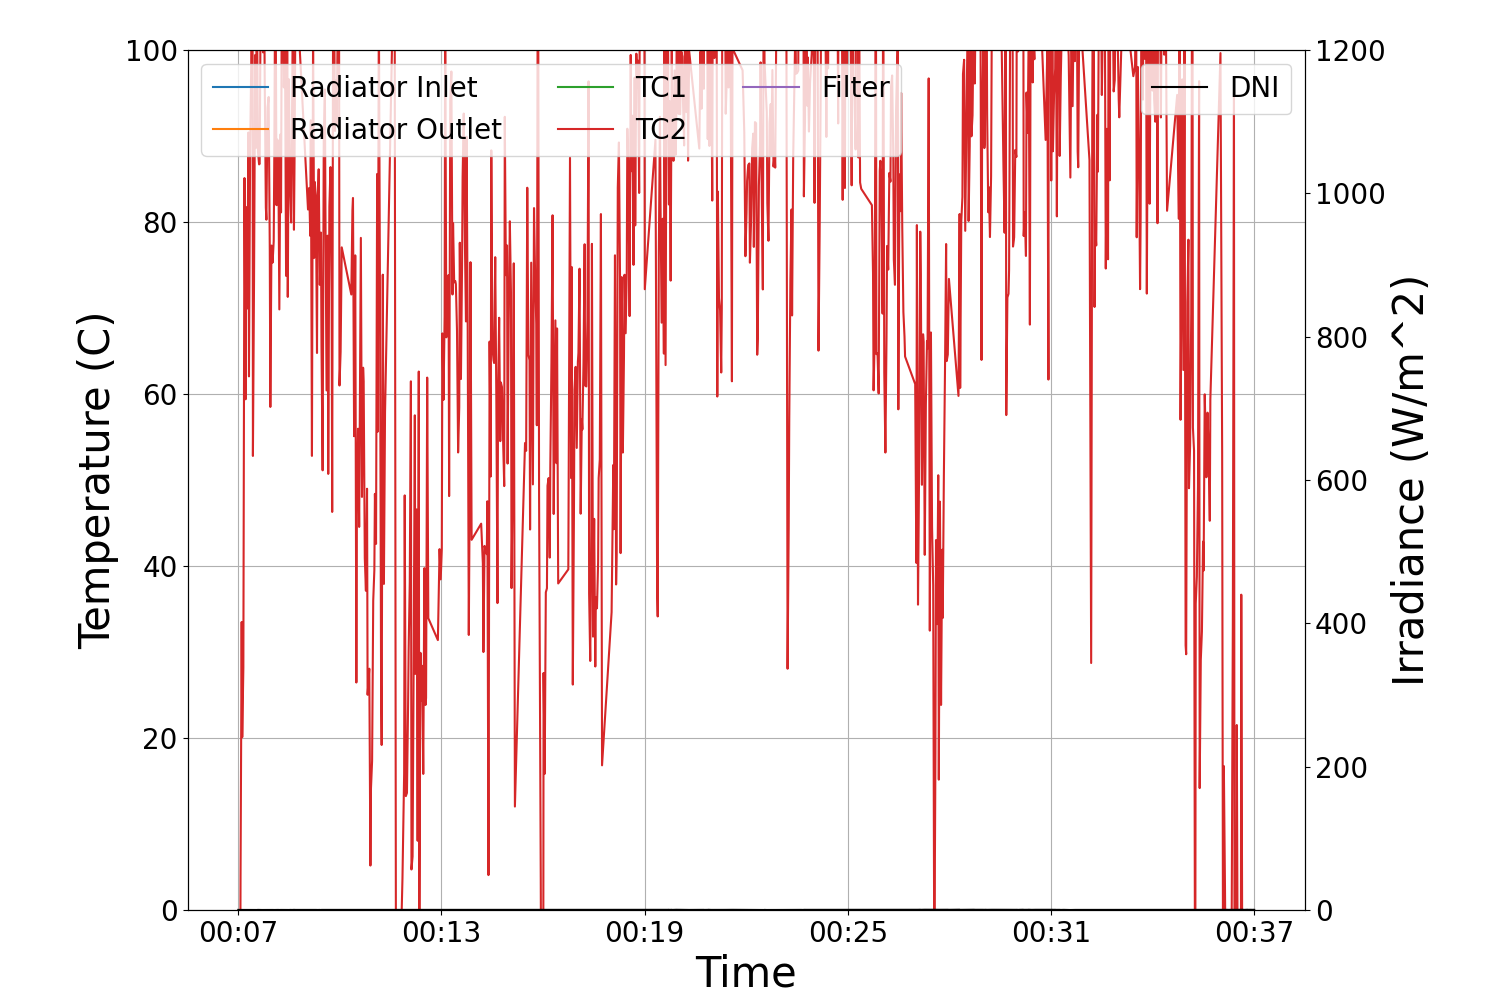 Radiator Inlet
Radiator Outlet
TC1
TC2
Filter
DNI
100
80
60
40
20
0
Temperature (C)
1200
1000
800
600
400
200
0
Irradiance (W/m^2)
00:07
00:13
00:19
00:25
00:31
00:37
Time